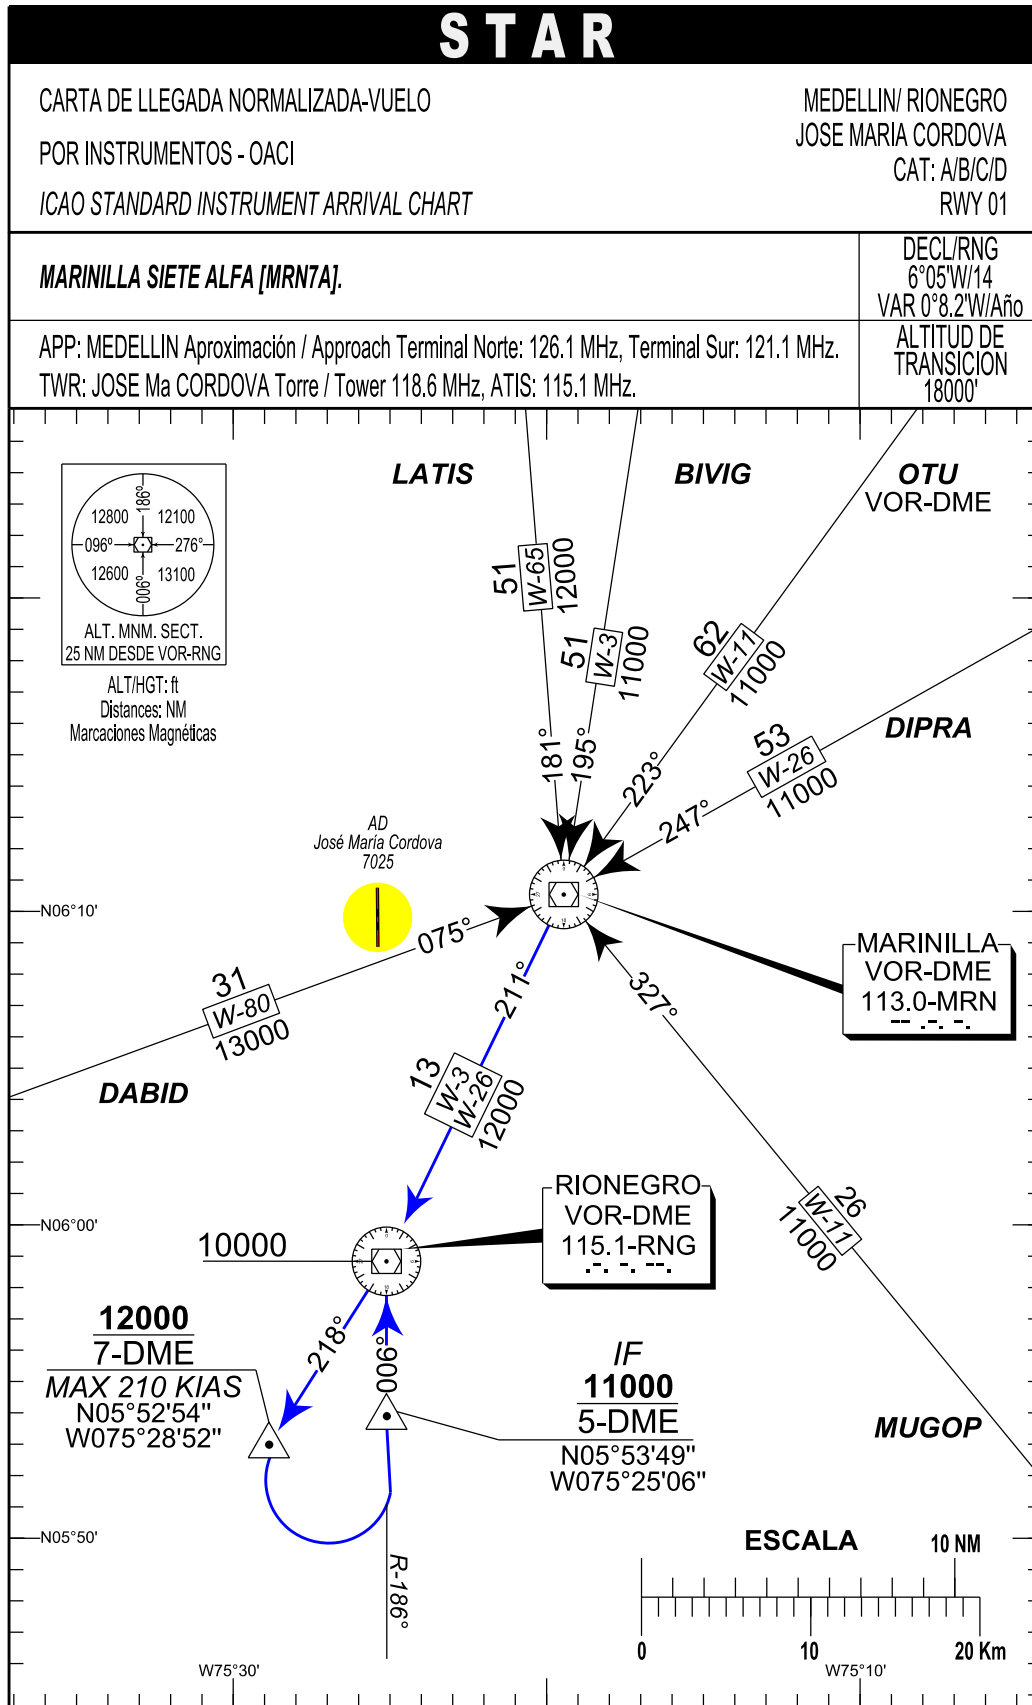 STAR
CARTA DE LLEGADA NORMALIZADA-VUELO
POR INSTRUMENTOS - OACI
ICAO STANDARD INSTRUMENT ARRIVAL CHART
MEDELLIN/ RIONEGRO
JOSE MARIA CORDOVA
CAT: A/B/C/D
RWY 01
MARINILLA SIETE ALFA [MRN7A].
DECL/RNG
6°05'W/14
VAR 0°8.2'W/Año
APP: MEDELLIN Aproximación / Approach Terminal Norte: 126.1 MHz, Terminal Sur: 121.1 MHz.
TWR: JOSE Ma CORDOVA Torre / Tower 118.6 MHz, ATIS: 115.1 MHz.
ALTITUD DE
TRANSICION
18000'
LATIS
BIVIG
OTU
VOR-DME
186°
12800
12100
096°
276°
12600
13100
006°
ALT. MNM. SECT.
25 NM DESDE VOR-RNG
ALT/HGT: ft
Distances: NM
Marcaciones Magnéticas
51
W-65
12000
181°
51
W-3
11000
195°
62
W-11
11000
223°
53
W-26
11000
247°
DIPRA
AD
José María Cordova
7025
N06°10'
075°
31
W-80
13000
DABID
211°
13
W-3
W-26
12000
327°
MARINILLA
VOR-DME
113.0-MRN
26
W-11
11000
MUGOP
N06°00'
10000
RIONEGRO
VOR-DME
115.1-RNG
218°
006°
12000
7-DME
MAX 210 KIAS
N05°52'54"
W075°28'52"
IF
11000
5-DME
N05°53'49"
W075°25'06"
N05°50'
R-186°
ESCALA
10 NM
0
10
20 Km
W75°30'
W75°10'